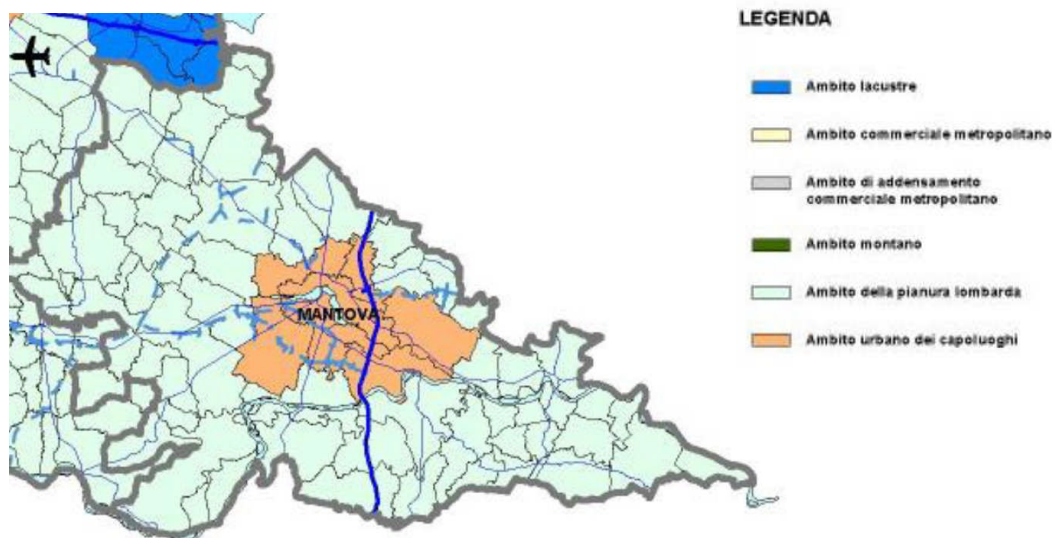 LEGENDA
Ambito lacustre
Ambito commerciale metropolitano
Ambito di addensamento
commerciale metropolitano
Ambito montano
Ambito della pianura lombarda
Ambito urbano dei capoluoghi
MANTOVA